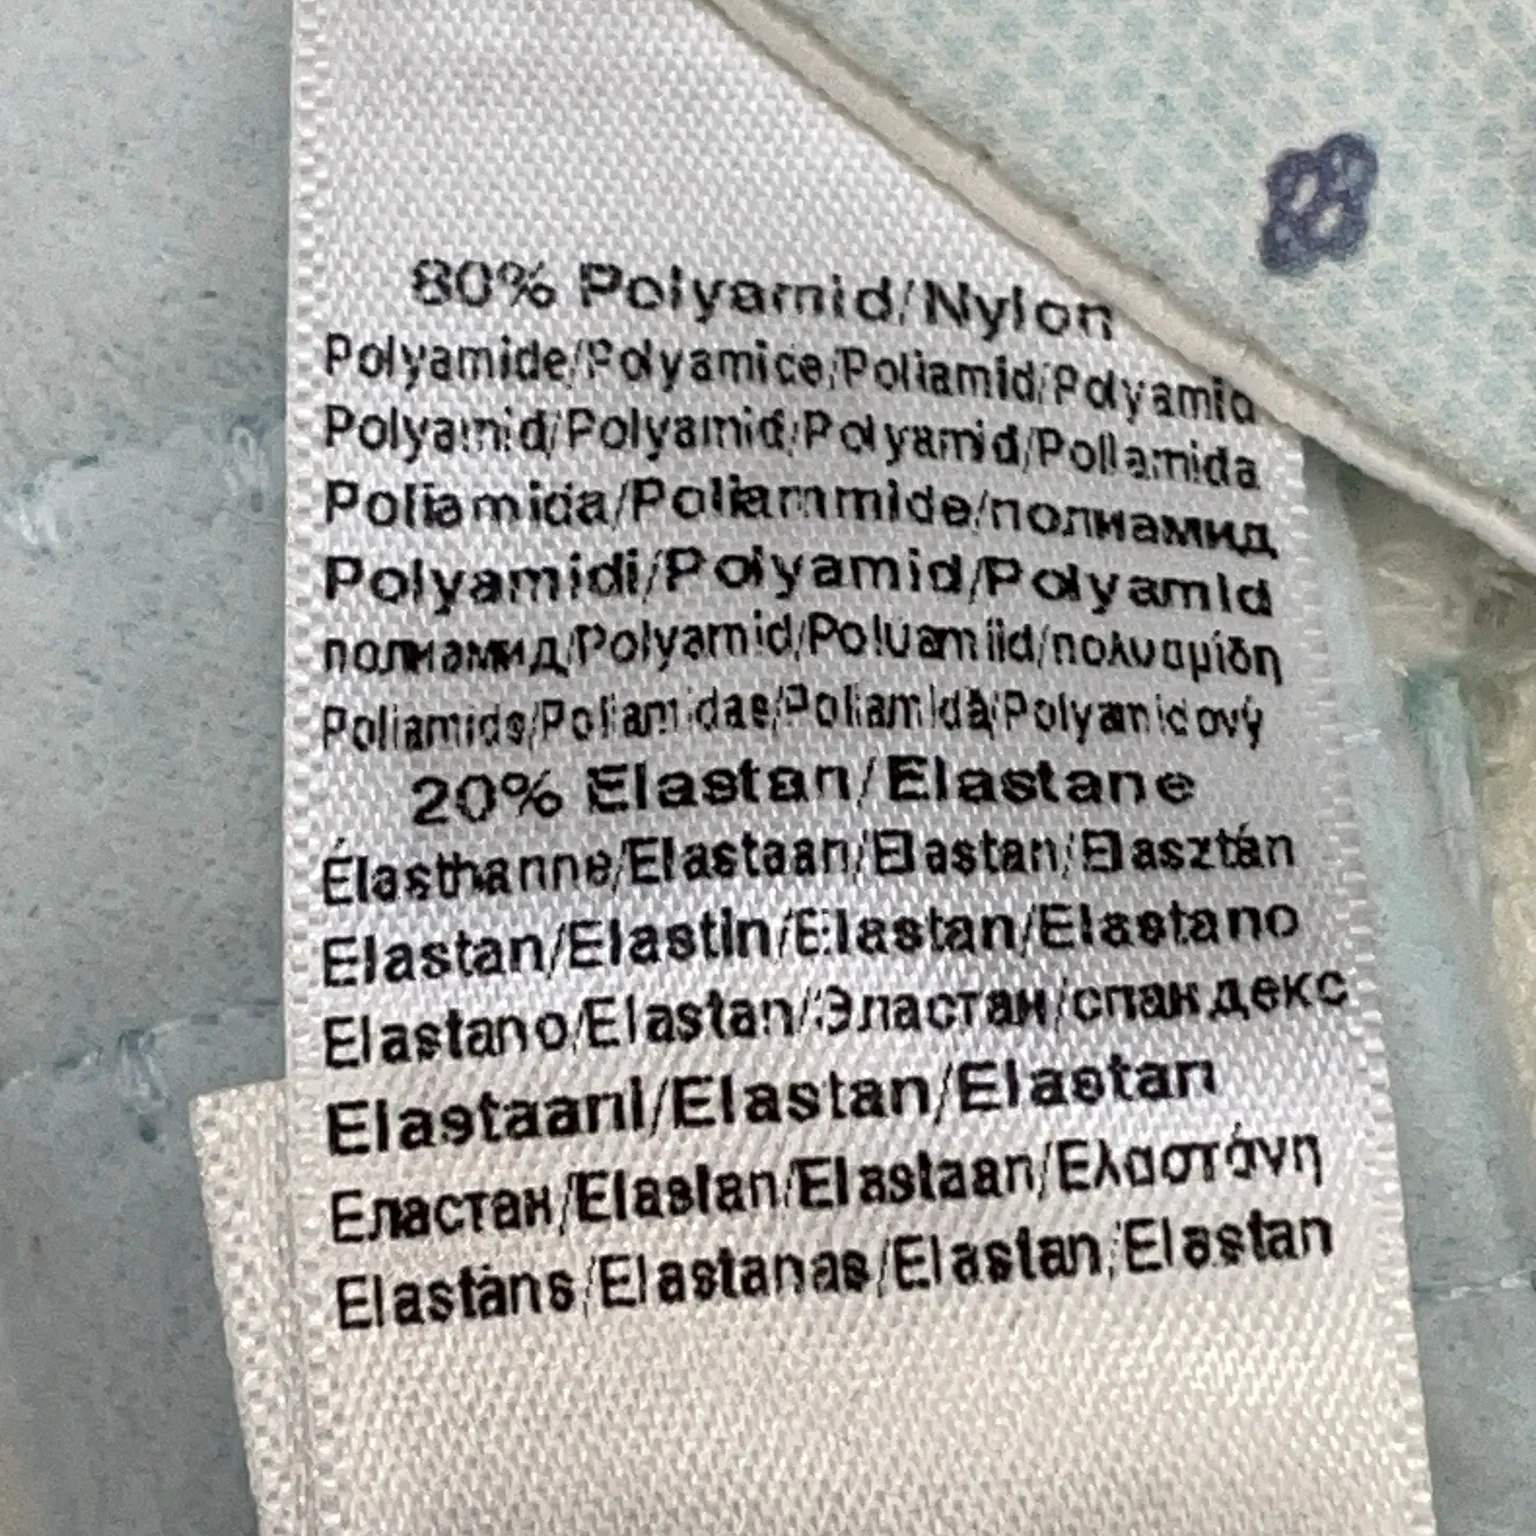 80% Polyamid/Nylon
Polyamide/Polyamide/Poliamid/Polyamid
Polyamid/Polyamid/Polyamid/Poliamida
Poliamida/Poliammide/полиамид
Polyamidi/Polyamid/Polyamid
полиамид/Polyamid/Poluamiid/πολυαμίδη
Poliamīds/Poliamidas/Poliamidă/Polyamidový
20% Elastan/Elastane
Élasthanne/Elastaan/Elastan/Elasztán
Elastan/Elastin/Elastan/Elastano
Elastano/Elastan/Эластан/спандекс
Elastaani/Elastan/Elastan
Еластан/Elastan/Elastaan/Ελαστάνη
Elastāns/Elastanas/Elastan/Elastan